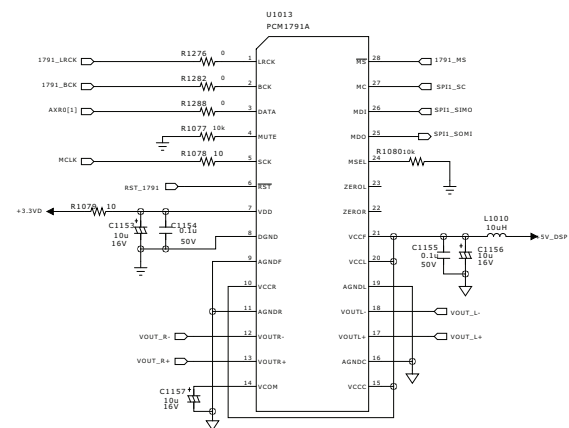 U1013
PCM1791A
1791_LRCK R1276 0 1 LRCK MS 28 1791_MS
1791_BCK R1282 0 2 BCK MC 27 SPI1_SC
AXR0[1] R1288 0 3 DATA MDI 26 SPI1_SIMO
R1077 10k 4 MUTE MDO 25 SPI1_SOMI
MCLK R1078 10 5 SCK MSEL 24 R1080 10k
RST_1791 6 RST ZEROL 23
+3.3VD R1079 10 7 VDD ZEROR 22
C1153 10u 16V C1154 0.1u 50V
8 DGND VCCF 21 L1010 10uH +5V_DSP
9 AGNDF VCCL 20 C1155 0.1u 50V C1156 10u 16V
10 VCCR AGNDL 19
11 AGNDR VOUTL- 18 VOUT_L-
VOUT_R- 12 VOUTR- VOUTL+ 17 VOUT_L+
VOUT_R+ 13 VOUTR+ AGNDC 16
14 VCOM VCCC 15
C1157 10u 16V